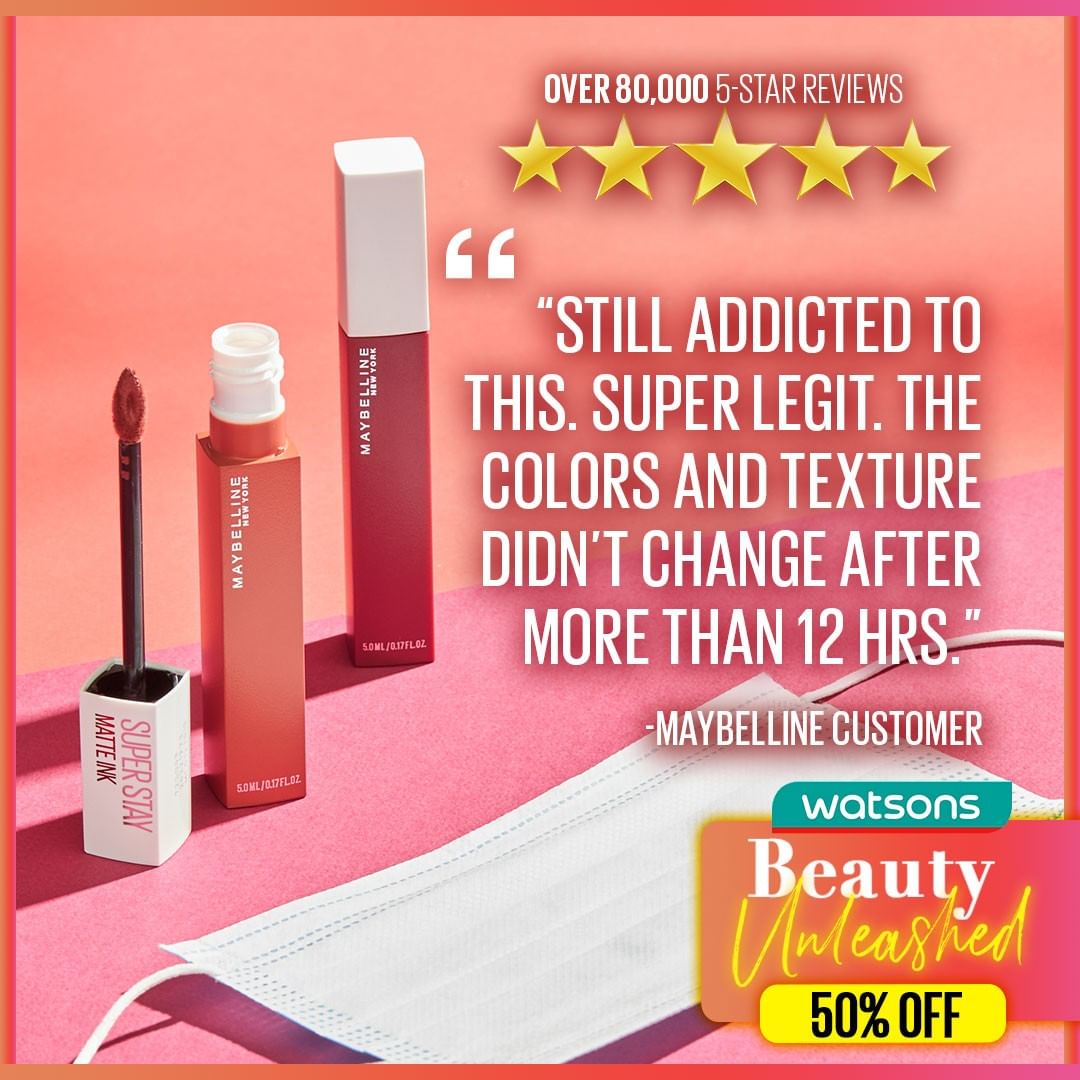 OVER 80,000 5-STAR REVIEWS
“
“STILL ADDICTED TO
THIS. SUPER LEGIT. THE
COLORS AND TEXTURE
DIDN'T CHANGE AFTER
MORE THAN 12 HRS.”
-MAYBELLINE CUSTOMER
MAYBELLINE
NEW YORK
5.0 ML/0.17 FL.OZ.
MAYBELLINE
NEW YORK
5.0 ML/0.17 FL.OZ.
SUPER STAY
MATTE INK
watsons
Beauty
Unleashed
50% OFF